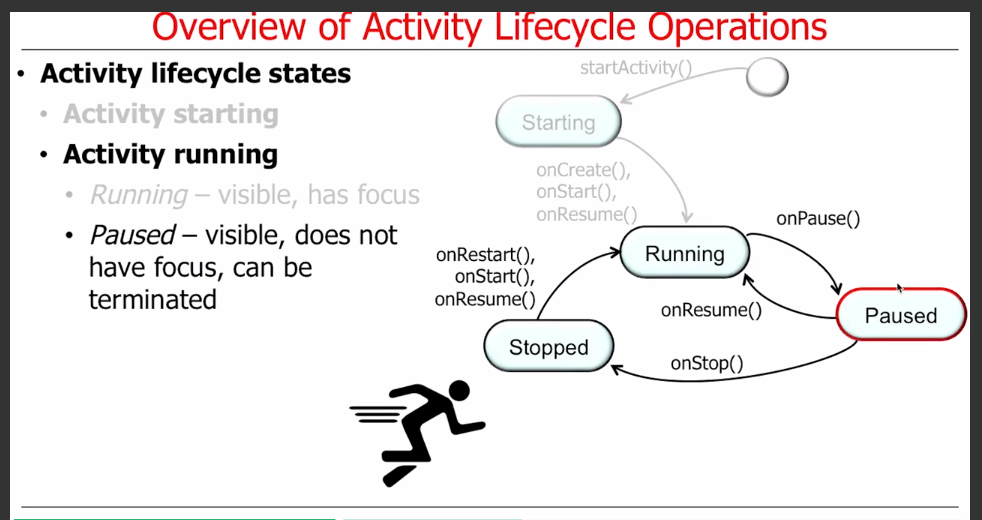 Overview of Activity Lifecycle Operations
• Activity lifecycle states
• Activity starting
• Activity running
• Running – visible, has focus
• Paused – visible, does not
have focus, can be
terminated
startActivity()
Starting
onCreate(),
onStart(),
onResume()
onPause()
Running
onRestart(),
onStart(),
onResume()
onResume()
Paused
Stopped
onStop()